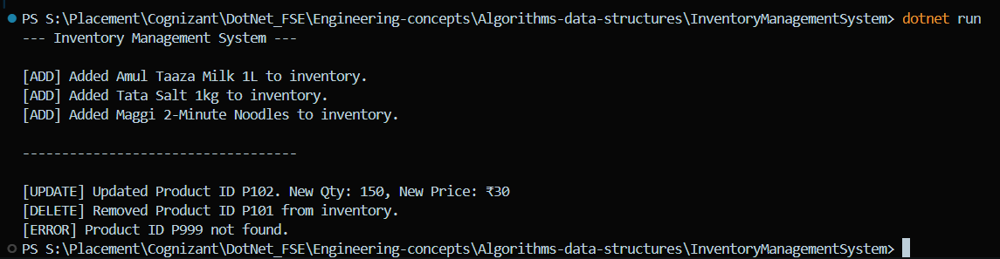 PS S:\Placement\Cognizant\DotNet_FSE\Engineering-concepts\Algorithms-data-structures\InventoryManagementSystem> dotnet run
--- Inventory Management System ---
[ADD] Added Amul Taaza Milk 1L to inventory.
[ADD] Added Tata Salt 1kg to inventory.
[ADD] Added Maggi 2-Minute Noodles to inventory.
-----------------------------------
[UPDATE] Updated Product ID P102. New Qty: 150, New Price: ₹30
[DELETE] Removed Product ID P101 from inventory.
[ERROR] Product ID P999 not found.
PS S:\Placement\Cognizant\DotNet_FSE\Engineering-concepts\Algorithms-data-structures\InventoryManagementSystem>